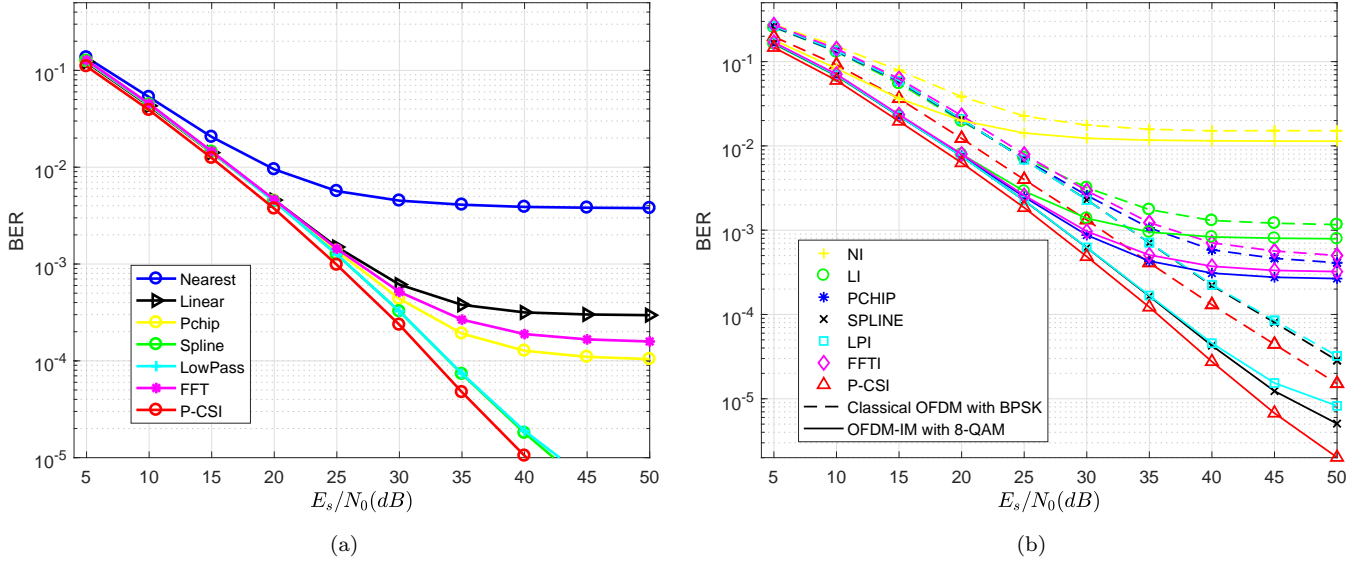 10^-1
10^-2
10^-3
10^-4
10^-5
BER
5 10 15 20 25 30 35 40 45 50
E_s/N_0(dB)
Nearest
Linear
Pchip
Spline
LowPass
FFT
P-CSI
(a)
10^-1
10^-2
10^-3
10^-4
10^-5
BER
5 10 15 20 25 30 35 40 45 50
E_s/N_0(dB)
NI
LI
PCHIP
SPLINE
LPI
FFTI
P-CSI
Classical OFDM with BPSK
OFDM-IM with 8-QAM
(b)